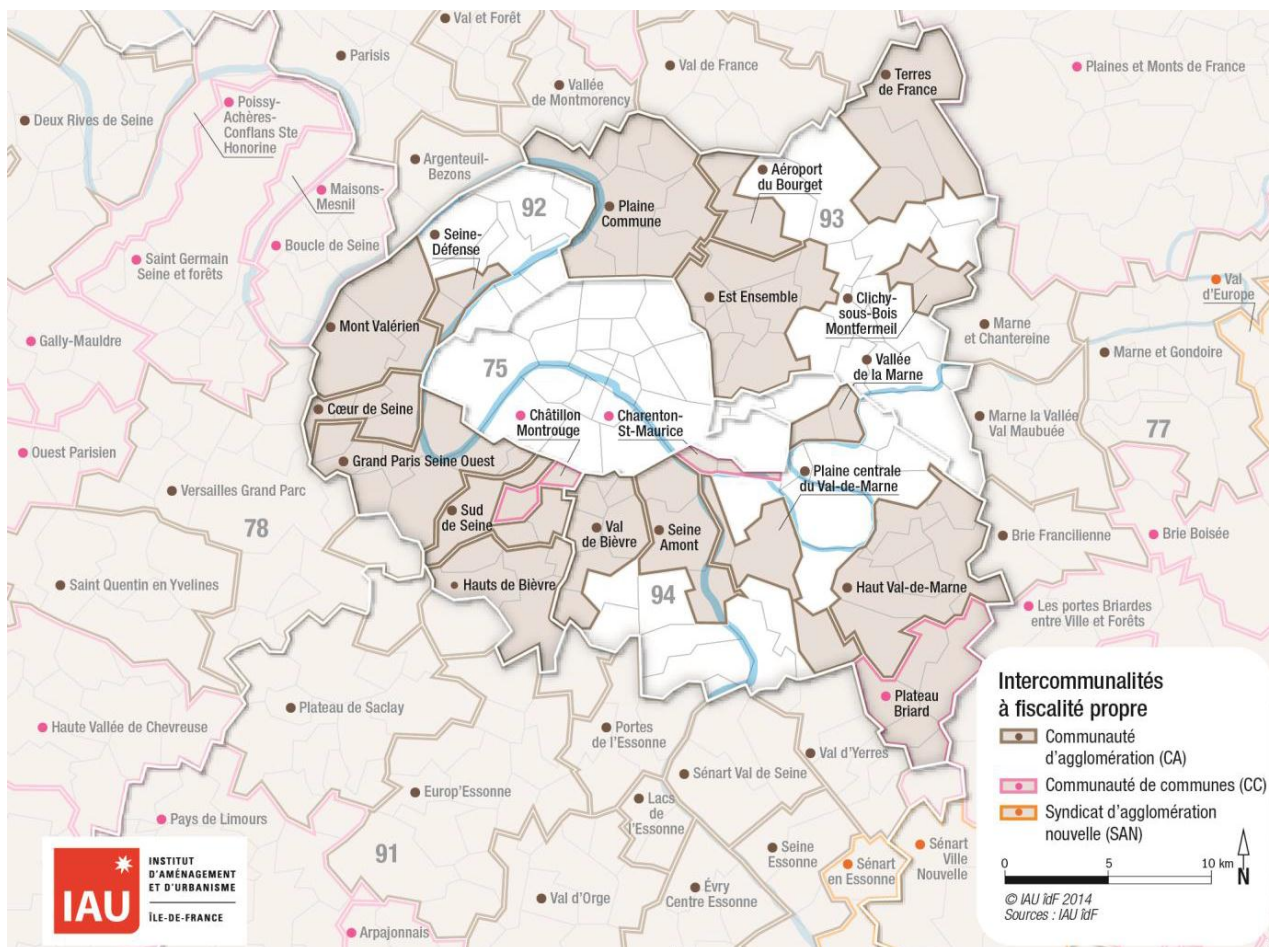 Val et Forêt
Parisis
Val de France
Terres
de France
Plaines et Monts de France
Vallée
de Montmorency
Poissy-
Achères-
Conflans Ste
Honorine
Deux Rives de Seine
Argenteuil-
Bezons
Aéroport
du Bourget
Maisons-
Mesnil
92
Plaine
Commune
93
Seine-
Défense
Boucle de Seine
Saint Germain
Seine et forêts
Val
d'Europe
Est Ensemble
Clichy-
sous-Bois
Montfermeil
Mont Valérien
Marne
et Chantereine
Gally-Mauldre
Marne et Gondoire
75
Vallée
de la Marne
Cœur de Seine
Châtillon
Montrouge
Charenton-
St-Maurice
Marne la Vallée
Val Maubuée
77
Ouest Parisien
Grand Paris Seine Ouest
Plaine centrale
du Val-de-Marne
Versailles Grand Parc
78
Sud
de Seine
Val
de Bièvre
Seine
Amont
Brie Francilienne
Brie Boisée
Saint Quentin en Yvelines
Hauts de Bièvre
94
Haut Val-de-Marne
Les portes Briardes
entre Ville et Forêts
Plateau
Briard
Plateau de Saclay
Haute Vallée de Chevreuse
Portes
de l'Essonne
Val d'Yerres
Sénart Val de Seine
Europ'Essonne
Lacs
de
l'Essonne
Pays de Limours
91
Seine
Essonne
Sénart
en Essonne
Sénart
Ville
Nouvelle
Val d'Orge
Évry
Centre Essonne
Arpajonnais
Intercommunalités
à fiscalité propre
Communauté
d'agglomération (CA)
Communauté de communes (CC)
Syndicat d'agglomération
nouvelle (SAN)
0 5 10 km
N
© IAU îdF 2014
Sources : IAU îdF
IAU
INSTITUT
D'AMÉNAGEMENT
ET D'URBANISME
ÎLE-DE-FRANCE